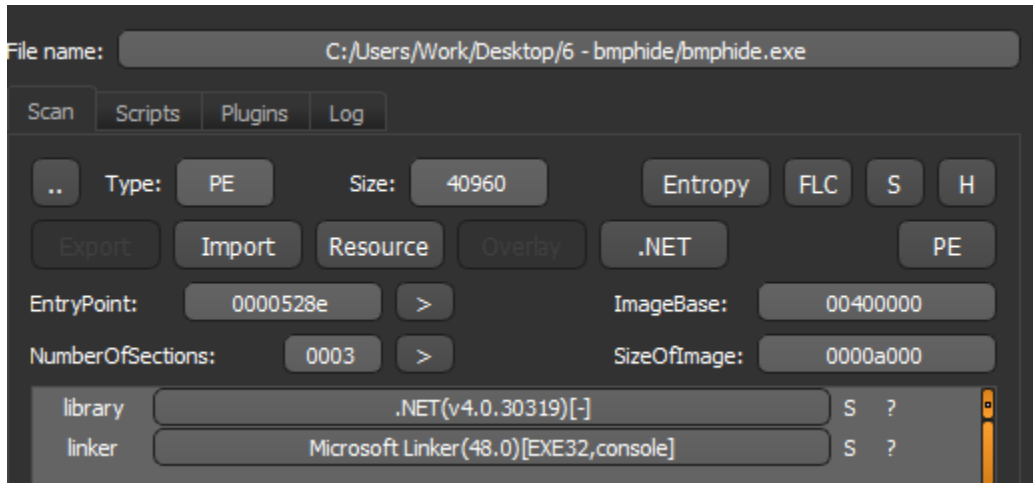 File name: C:/Users/Work/Desktop/6 - bmphide/bmphide.exe
Scan Scripts Plugins Log
.. Type: PE Size: 40960 Entropy FLC S H
Export Import Resource Overlay .NET PE
EntryPoint: 0000528e > ImageBase: 00400000
NumberOfSections: 0003 > SizeOfImage: 0000a000
library .NET(v4.0.30319)[-] S ?
linker Microsoft Linker(48.0)[EXE32,console] S ?